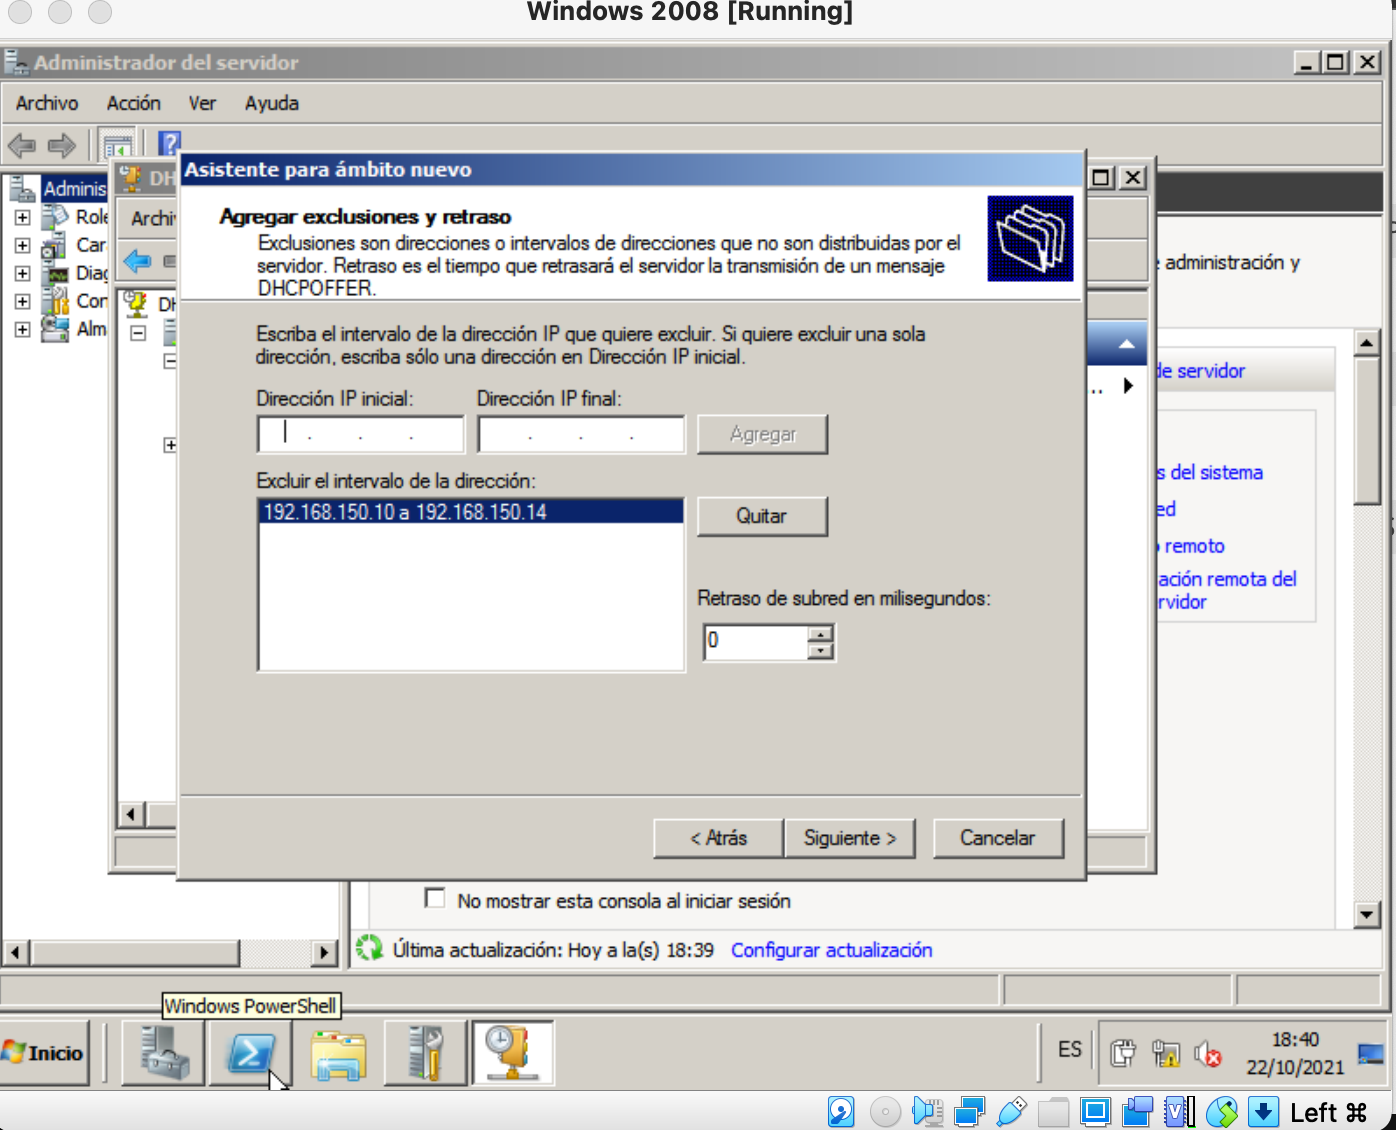 Windows 2008 [Running]
Administrador del servidor
Archivo Acción Ver Ayuda
Adminis
Role
Car
Diag
Con
Alm
DH
Archi
DH
Asistente para ámbito nuevo
Agregar exclusiones y retraso
Exclusiones son direcciones o intervalos de direcciones que no son distribuidas por el
servidor. Retraso es el tiempo que retrasará el servidor la transmisión de un mensaje
DHCPOFFER.
Escriba el intervalo de la dirección IP que quiere excluir. Si quiere excluir una sola
dirección, escriba sólo una dirección en Dirección IP inicial.
Dirección IP inicial: Dirección IP final:
. . . . . . Agregar
Excluir el intervalo de la dirección:
192.168.150.10 a 192.168.150.14
Quitar
Retraso de subred en milisegundos:
0
< Atrás Siguiente > Cancelar
administración y
de servidor
..
s del sistema
ed
remoto
ación remota del
rvidor
No mostrar esta consola al iniciar sesión
Última actualización: Hoy a la(s) 18:39 Configurar actualización
Windows PowerShell
Inicio
ES
18:40
22/10/2021
Left ⌘